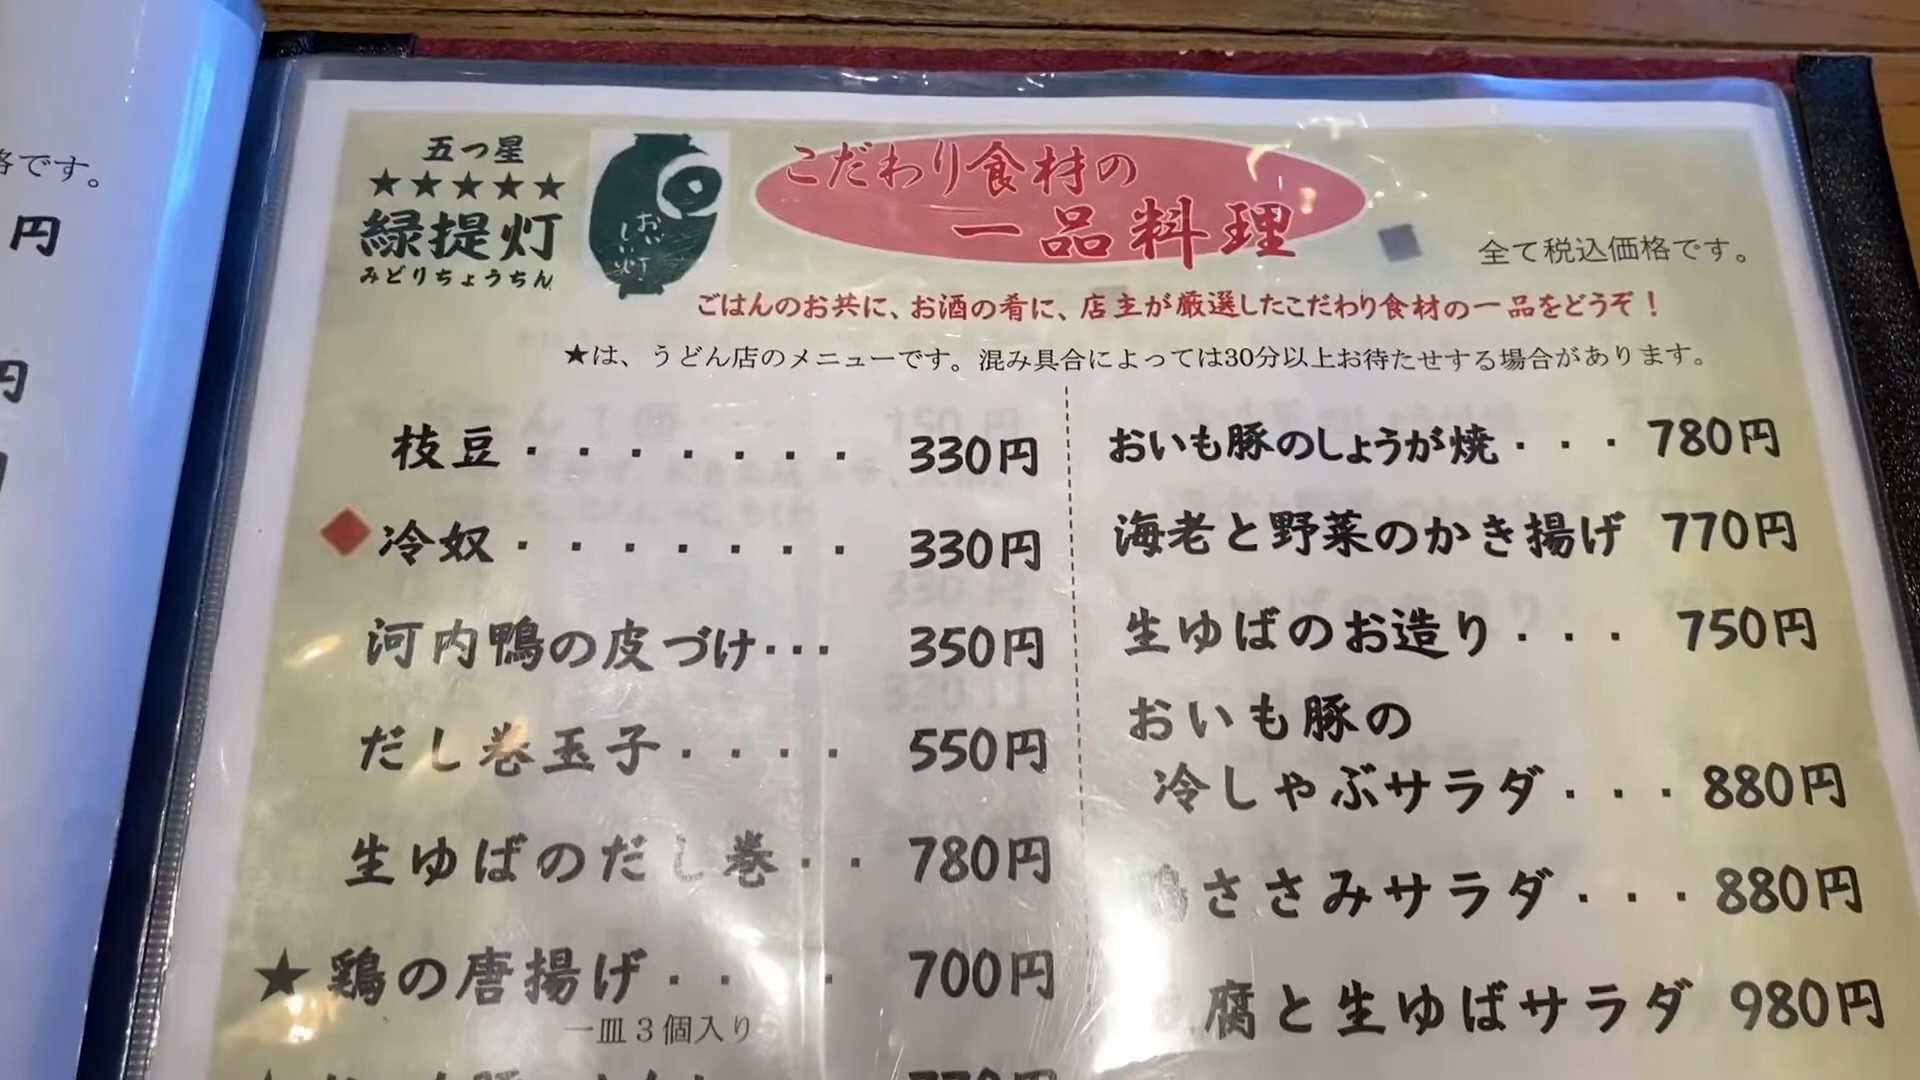 格です。
円
円
五つ星
★★★★★
緑提灯
みどりちょうちん
おいしい灯
こだわり食材の
一品料理
全て税込価格です。
ごはんのお共に、お酒の肴に、店主が厳選したこだわり食材の一品をどうぞ！
★は、うどん店のメニューです。混み具合によっては30分以上お待たせする場合があります。
枝豆・・・・・・・ 330円
冷奴・・・・・・・ 330円
河内鴨の皮づけ・・・ 350円
だし巻玉子・・・・ 550円
生ゆばのだし巻・・ 780円
★鶏の唐揚げ・・・ 700円
一皿3個入り
おいも豚のしょうが焼・・・ 780円
海老と野菜のかき揚げ 770円
生ゆばのお造り・・・ 750円
おいも豚の
冷しゃぶサラダ・・・ 880円
ささみサラダ・・・ 880円
腐と生ゆばサラダ 980円